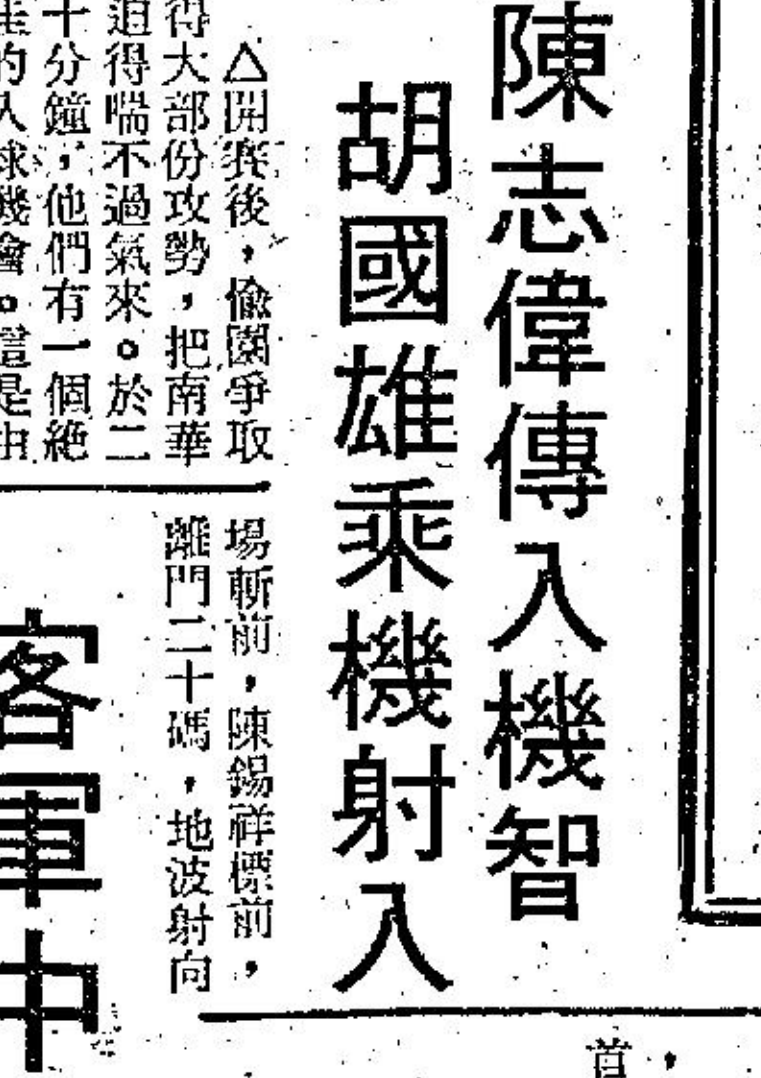 陳志偉傳入機智
胡國雄乘機射入
△開賽後，愉園爭取
得大部份攻勢，把南華
迫得喘不過氣來。於二
十分鐘，他們有一個絕
佳的入球機會。這是由
場斬前，陳錫祥標前，
離門二十碼，地波射向
客軍中
首，